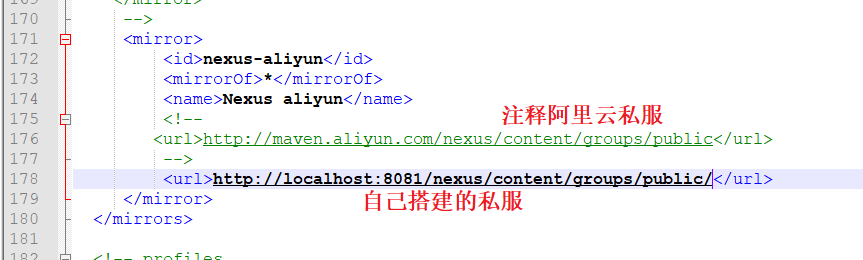 169 </mirror>
170 -->
171 <mirror>
172 <id>nexus-aliyun</id>
173 <mirrorOf>*</mirrorOf>
174 <name>Nexus aliyun</name>
175 <!-- 注释阿里云私服
176 <url>http://maven.aliyun.com/nexus/content/groups/public</url>
177 -->
178 <url>http://localhost:8081/nexus/content/groups/public/</url>
179 </mirror> 自己搭建的私服
180 </mirrors>
181
182 <!-- profiles